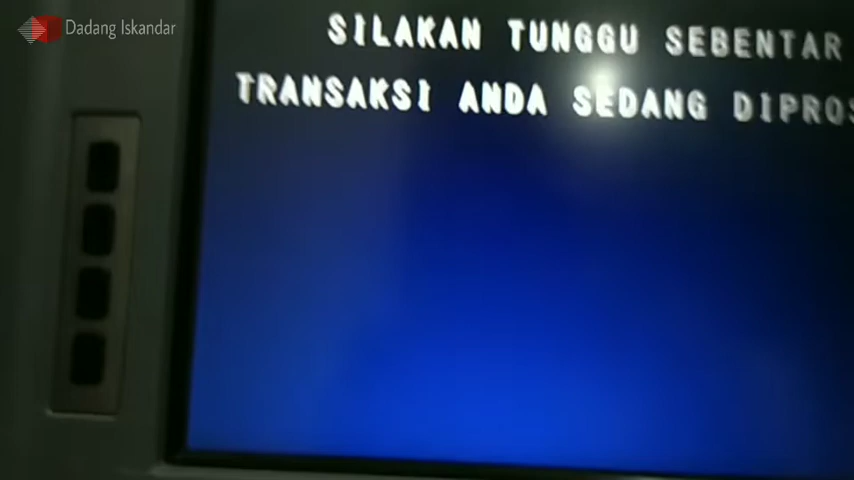 Dadang Iskandar
SILAKAN TUNGGU SEBENTAR
TRANSAKSI ANDA SEDANG